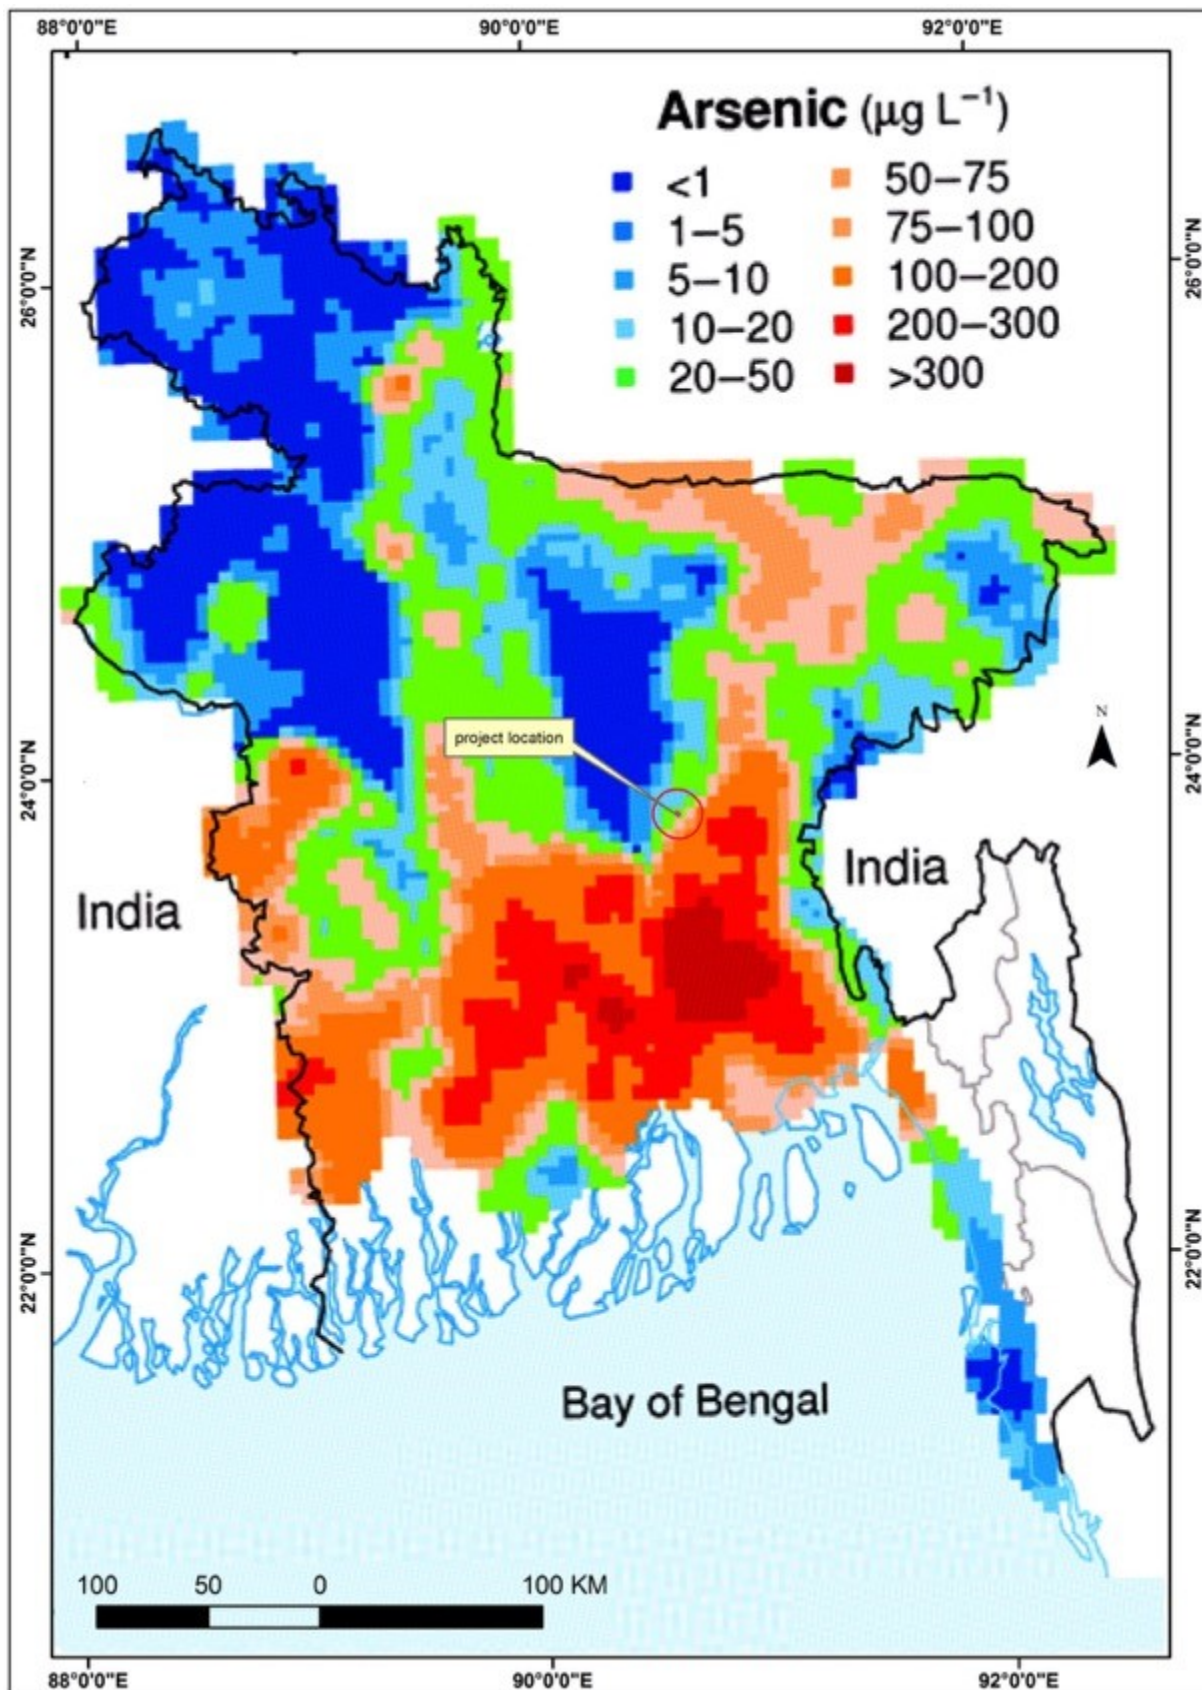 88°0'0"E 90°0'0"E 92°0'0"E
Arsenic (µg L⁻¹)
<1
1–5
5–10
10–20
20–50
50–75
75–100
100–200
200–300
>300
26°0'0"N
26°0'0"N
project location
N
24°0'0"N
24°0'0"N
India
India
22°0'0"N
22°0'0"N
Bay of Bengal
100 50 0 100 KM
88°0'0"E 90°0'0"E 92°0'0"E